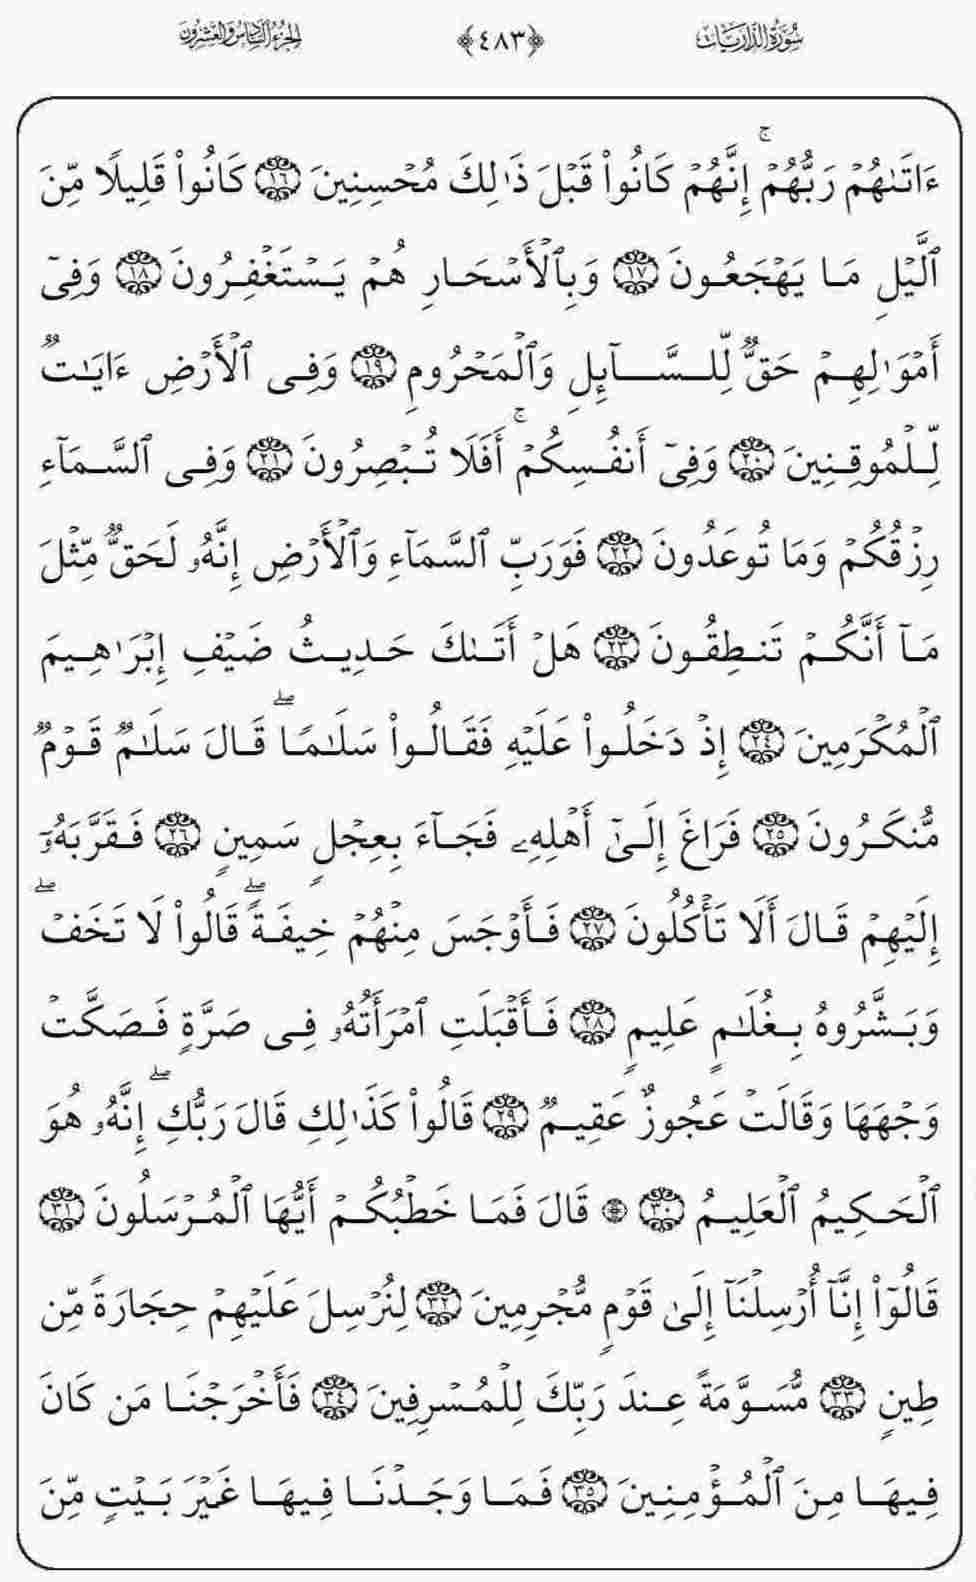 سُورَةُ الذَّارِيَاتِ ﴿٤٨٣﴾ الجُزْءُ السَّادِسُ وَالعِشْرُونَ
ءَاتَىٰهُمْ رَبُّهُمْۚ إِنَّهُمْ كَانُوا۟ قَبْلَ ذَٰلِكَ مُحْسِنِينَ ١٦ كَانُوا۟ قَلِيلًا مِّنَ
ٱلَّيْلِ مَا يَهْجَعُونَ ١٧ وَبِٱلْأَسْحَارِ هُمْ يَسْتَغْفِرُونَ ١٨ وَفِىٓ
أَمْوَٰلِهِمْ حَقٌّ لِّلسَّآئِلِ وَٱلْمَحْرُومِ ١٩ وَفِى ٱلْأَرْضِ ءَايَٰتٌ
لِّلْمُوقِنِينَ ٢٠ وَفِىٓ أَنفُسِكُمْۚ أَفَلَا تُبْصِرُونَ ٢١ وَفِى ٱلسَّمَآءِ
رِزْقُكُمْ وَمَا تُوعَدُونَ ٢٢ فَوَرَبِّ ٱلسَّمَآءِ وَٱلْأَرْضِ إِنَّهُۥ لَحَقٌّ مِّثْلَ
مَآ أَنَّكُمْ تَنطِقُونَ ٢٣ هَلْ أَتَىٰكَ حَدِيثُ ضَيْفِ إِبْرَٰهِيمَ
ٱلْمُكْرَمِينَ ٢٤ إِذْ دَخَلُوا۟ عَلَيْهِ فَقَالُوا۟ سَلَٰمًاۖ قَالَ سَلَٰمٌ قَوْمٌ
مُّنكَرُونَ ٢٥ فَرَاغَ إِلَىٰٓ أَهْلِهِۦ فَجَآءَ بِعِجْلٍ سَمِينٍ ٢٦ فَقَرَّبَهُۥٓ
إِلَيْهِمْ قَالَ أَلَا تَأْكُلُونَ ٢٧ فَأَوْجَسَ مِنْهُمْ خِيفَةًۖ قَالُوا۟ لَا تَخَفْۖ
وَبَشَّرُوهُ بِغُلَٰمٍ عَلِيمٍ ٢٨ فَأَقْبَلَتِ ٱمْرَأَتُهُۥ فِى صَرَّةٍ فَصَكَّتْ
وَجْهَهَا وَقَالَتْ عَجُوزٌ عَقِيمٌ ٢٩ قَالُوا۟ كَذَٰلِكِ قَالَ رَبُّكِۖ إِنَّهُۥ هُوَ
ٱلْحَكِيمُ ٱلْعَلِيمُ ٣٠ ۞ قَالَ فَمَا خَطْبُكُمْ أَيُّهَا ٱلْمُرْسَلُونَ ٣١
قَالُوٓا۟ إِنَّآ أُرْسِلْنَآ إِلَىٰ قَوْمٍ مُّجْرِمِينَ ٣٢ لِنُرْسِلَ عَلَيْهِمْ حِجَارَةً مِّن
طِينٍ ٣٣ مُّسَوَّمَةً عِندَ رَبِّكَ لِلْمُسْرِفِينَ ٣٤ فَأَخْرَجْنَا مَن كَانَ
فِيهَا مِنَ ٱلْمُؤْمِنِينَ ٣٥ فَمَا وَجَدْنَا فِيهَا غَيْرَ بَيْتٍ مِّنَ